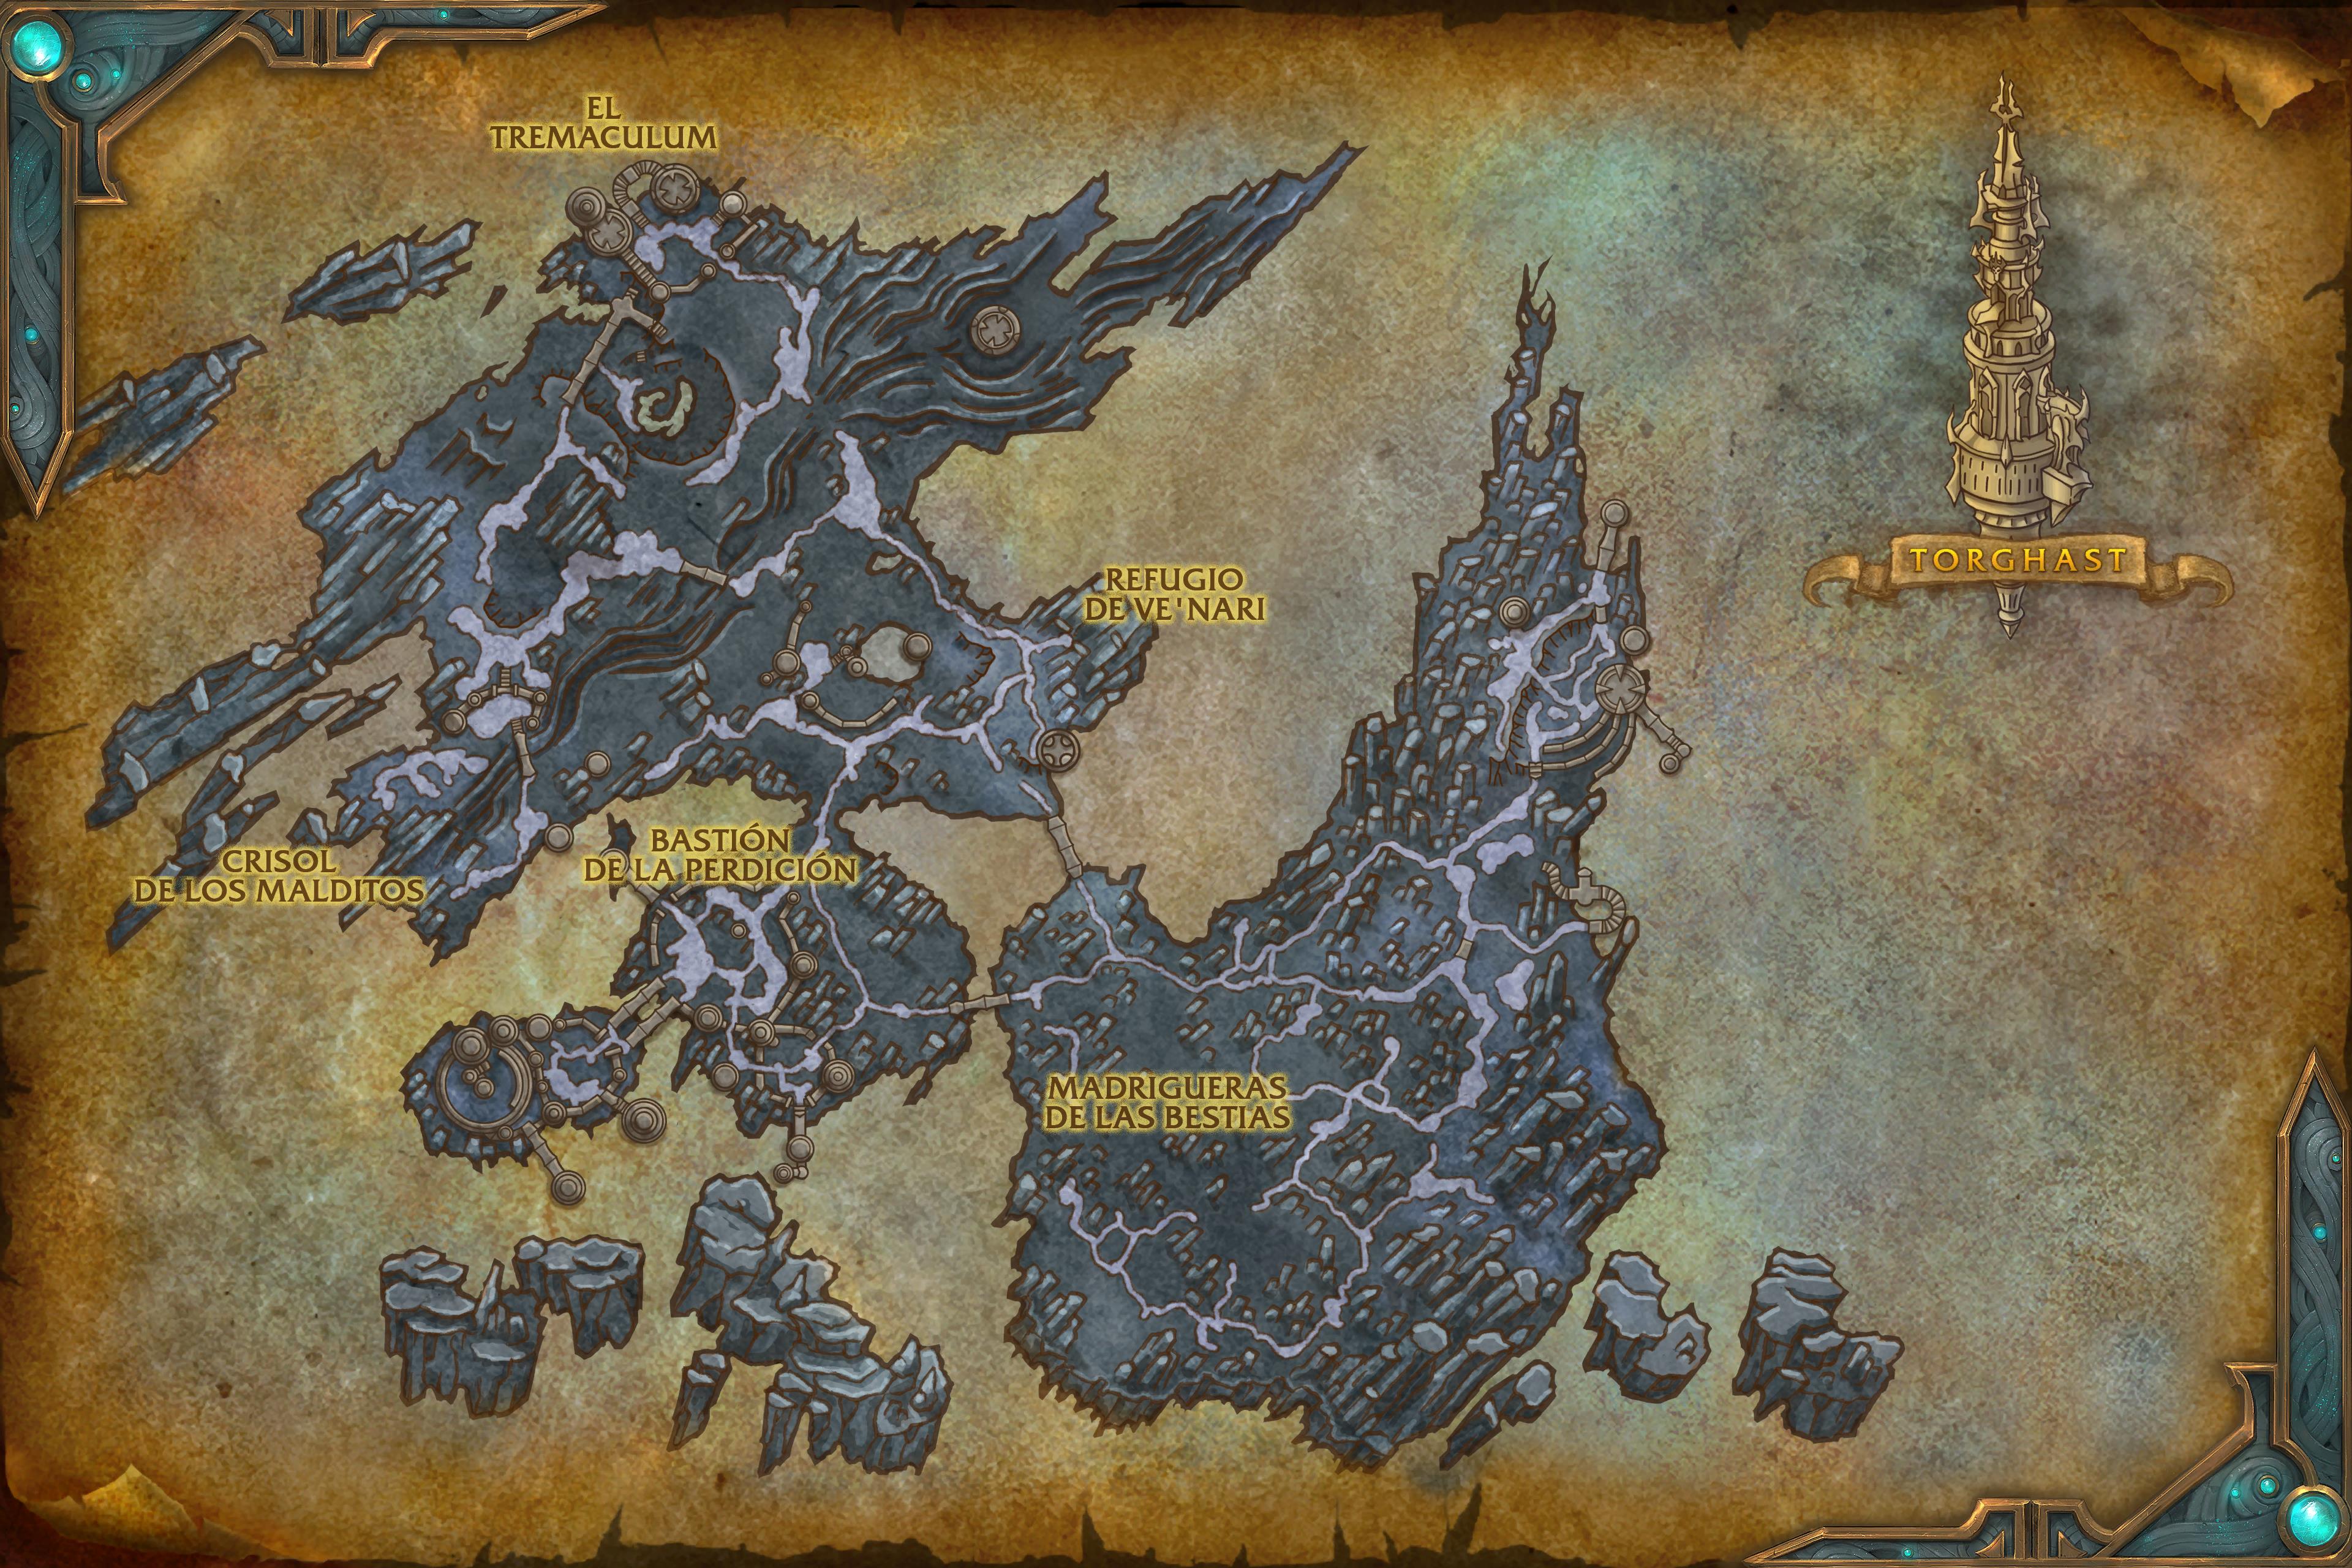 EL
TREMACULUM
TORGHAST
REFUGIO
DE VE'NARI
BASTIÓN
DE LA PERDICIÓN
CRISOL
DE LOS MALDITOS
MADRIGUERAS
DE LAS BESTIAS